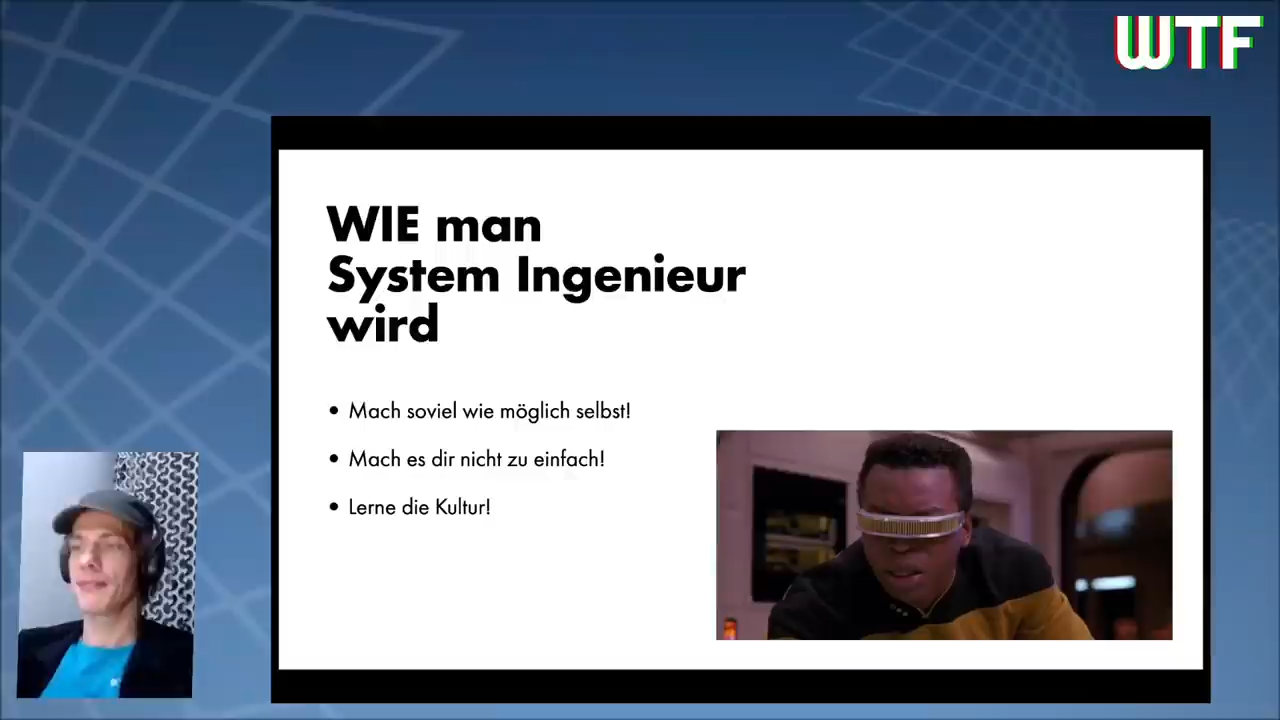 WTF
WIE man
System Ingenieur
wird
• Mach soviel wie möglich selbst!
• Mach es dir nicht zu einfach!
• Lerne die Kultur!